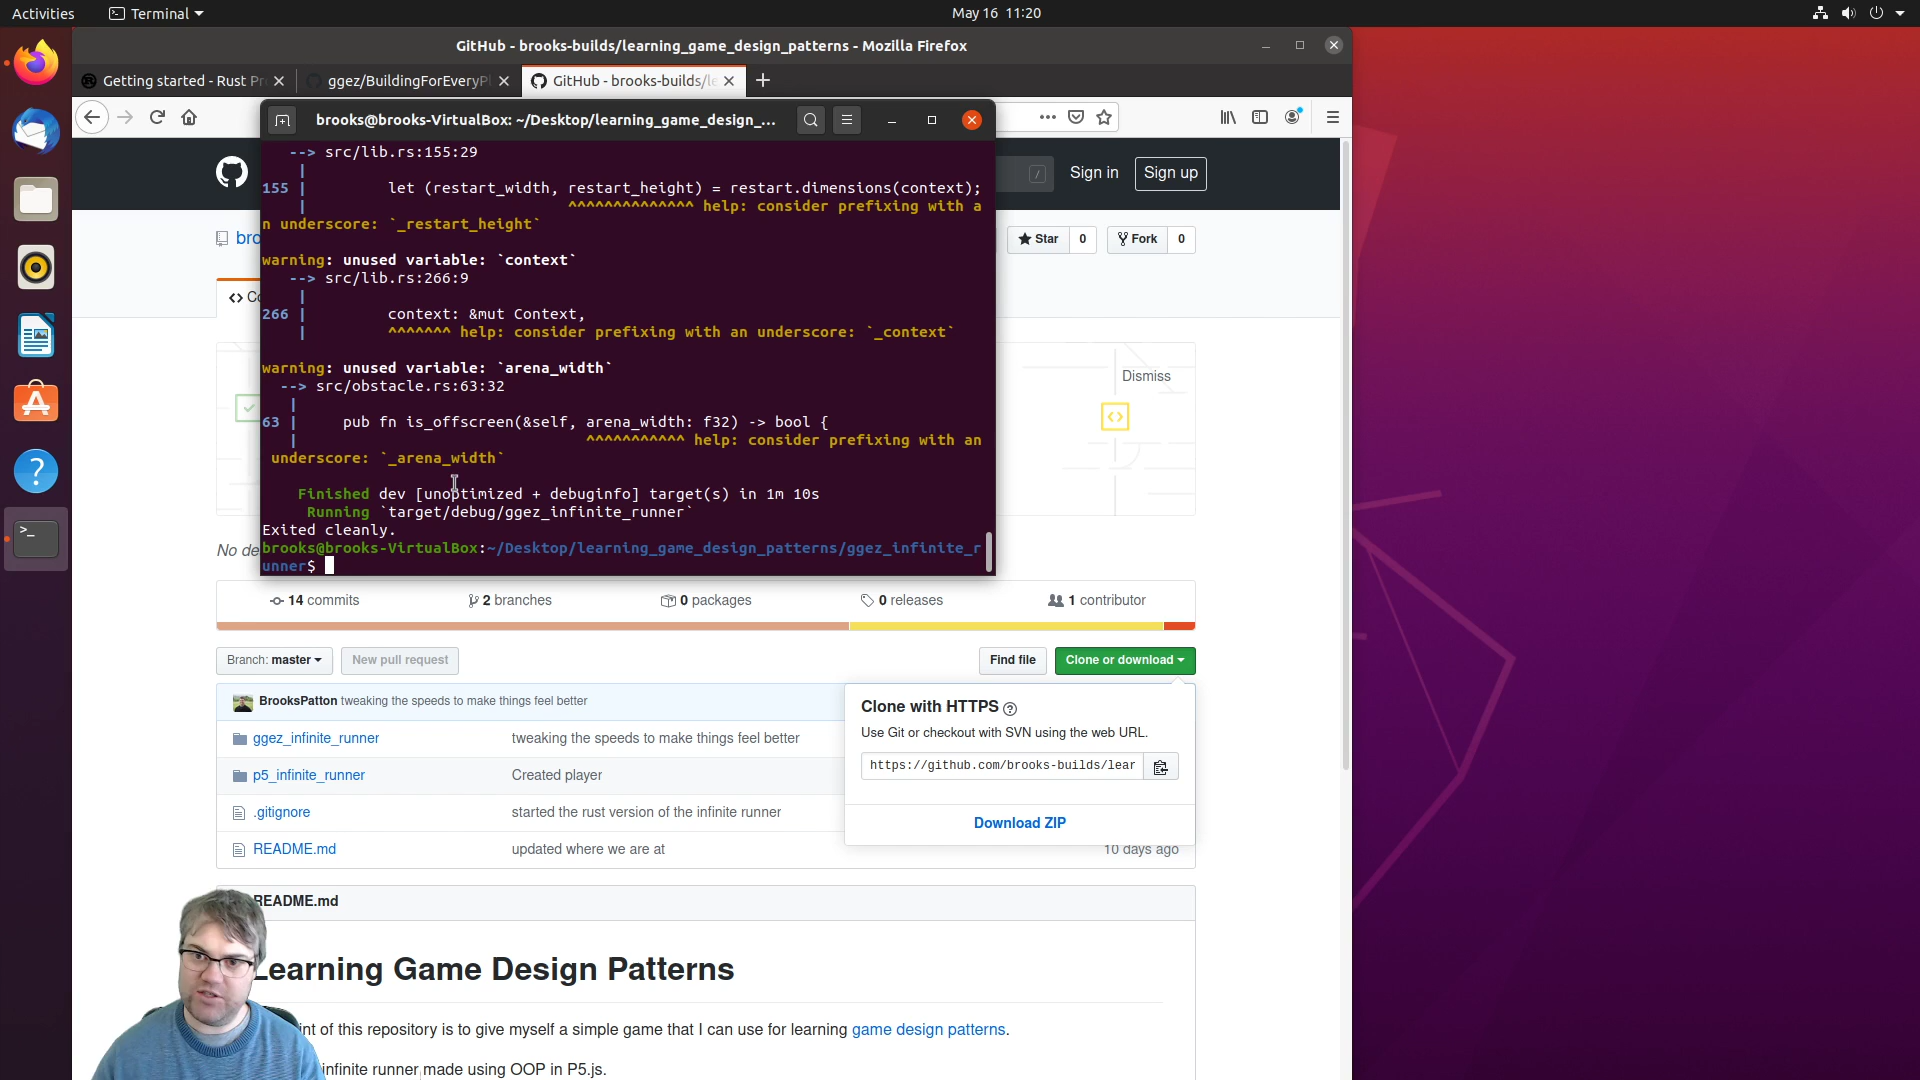 Activities
Terminal
May 16 11:20
GitHub - brooks-builds/learning_game_design_patterns - Mozilla Firefox
Getting started - Rust Pr
ggez/BuildingForEveryP
GitHub - brooks-builds/le
brooks@brooks-VirtualBox: ~/Desktop/learning_game_design_...
/
Sign in
Sign up
bro
Star
0
Fork
0
<> Co
--> src/lib.rs:155:29
|
155 | let (restart_width, restart_height) = restart.dimensions(context);
| ^^^^^^^^^^^^^^ help: consider prefixing with a
n underscore: `_restart_height`
warning: unused variable: `context`
--> src/lib.rs:266:9
|
266 | context: &mut Context,
| ^^^^^^^ help: consider prefixing with an underscore: `_context`
warning: unused variable: `arena_width`
--> src/obstacle.rs:63:32
|
63 | pub fn is_offscreen(&self, arena_width: f32) -> bool {
| ^^^^^^^^^^^ help: consider prefixing with an
underscore: `_arena_width`
Finished dev [unoptimized + debuginfo] target(s) in 1m 10s
Running `target/debug/ggez_infinite_runner`
Exited cleanly.
brooks@brooks-VirtualBox:~/Desktop/learning_game_design_patterns/ggez_infinite_r
unner$
Dismiss
No de
14 commits
2 branches
0 packages
0 releases
1 contributor
Branch: master
New pull request
Find file
Clone or download
BrooksPatton tweaking the speeds to make things feel better
ggez_infinite_runner
tweaking the speeds to make things feel better
p5_infinite_runner
Created player
.gitignore
started the rust version of the infinite runner
README.md
updated where we are at
10 days ago
Clone with HTTPS
Use Git or checkout with SVN using the web URL.
https://github.com/brooks-builds/lear
Download ZIP
README.md
Learning Game Design Patterns
int of this repository is to give myself a simple game that I can use for learning game design patterns.
infinite runner made using OOP in P5.js.